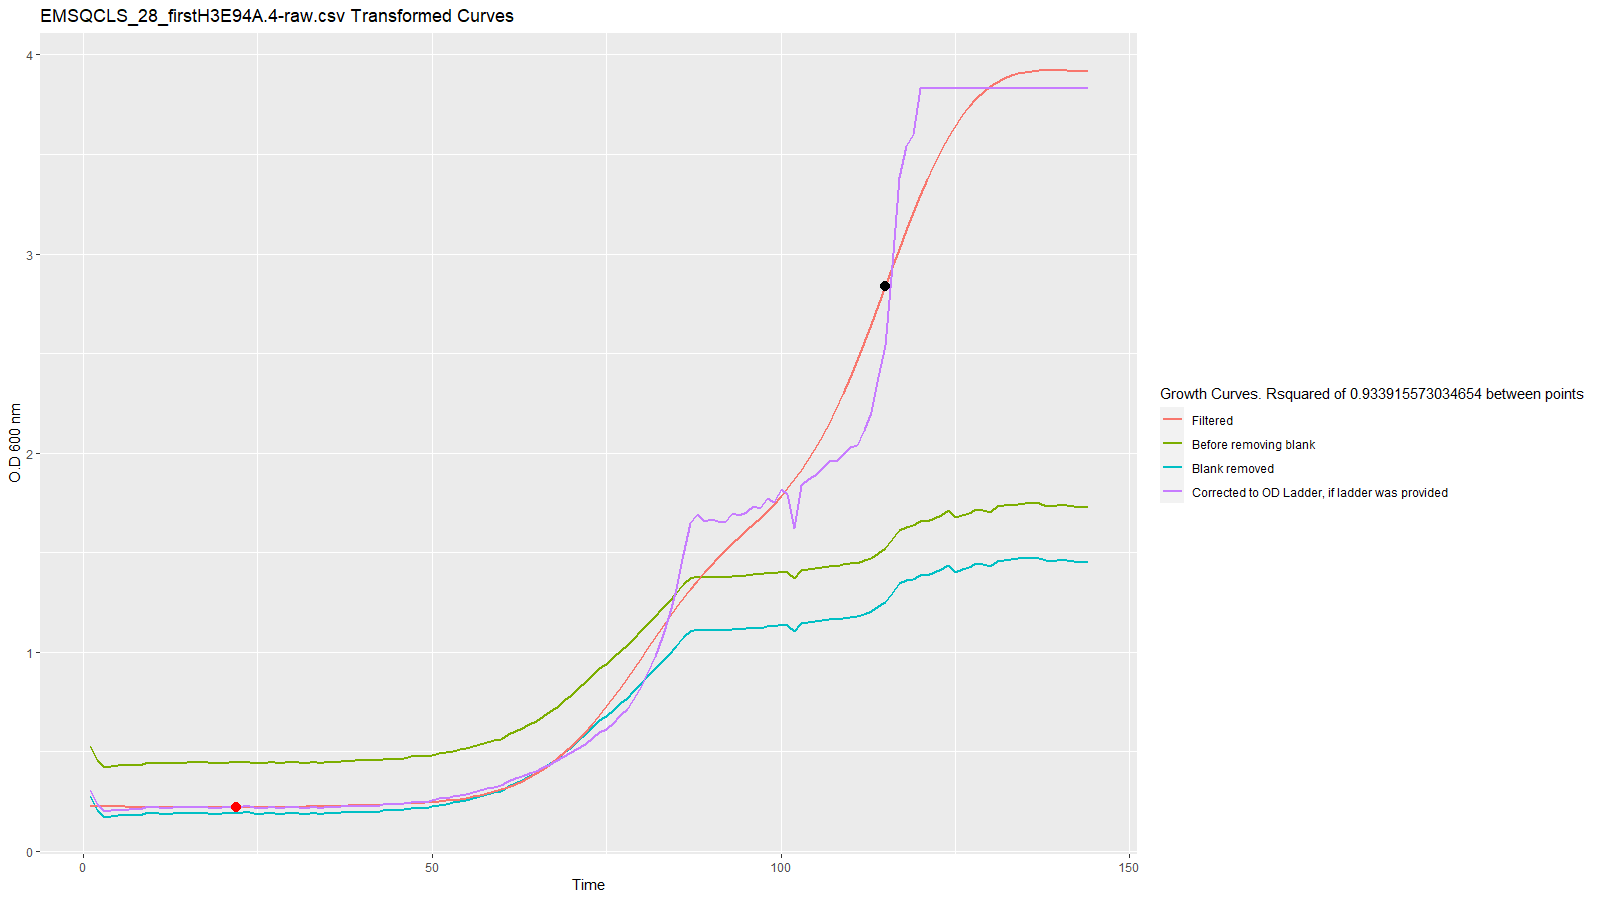 EMSQCLS_28_firstH3E94A.4-raw.csv Transformed Curves
4
3
2
1
0
O.D 600 nm
0 50 100 150
Time
Growth Curves. Rsquared of 0.933915573034654 between points
Filtered
Before removing blank
Blank removed
Corrected to OD Ladder, if ladder was provided